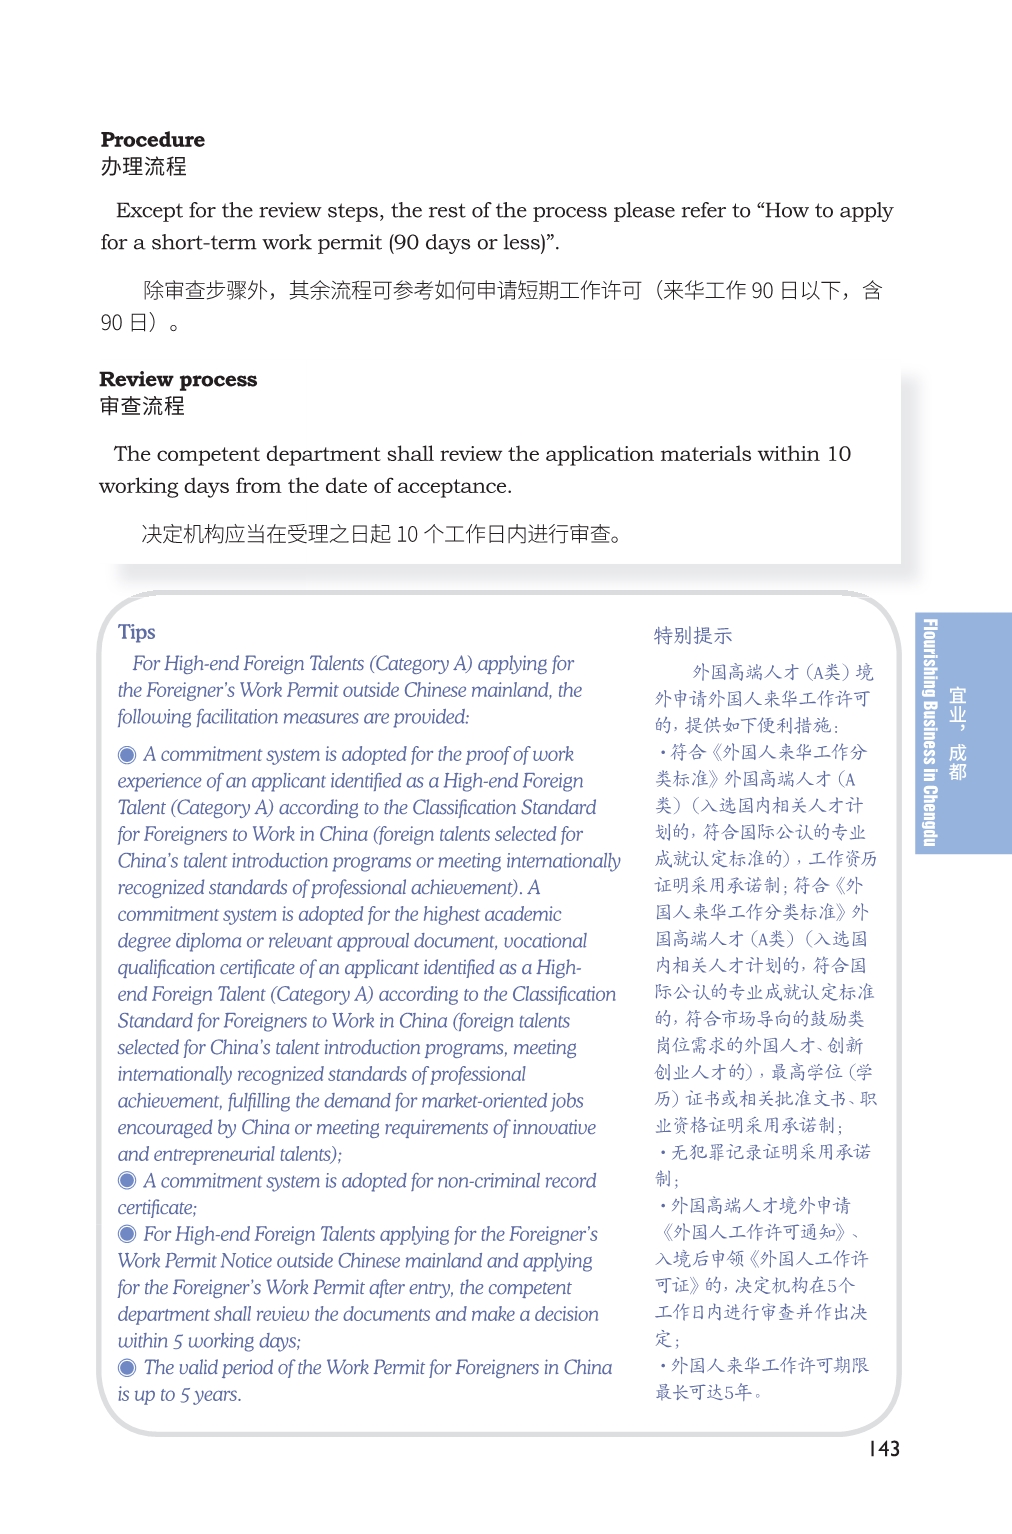 Procedure
办理流程
Except for the review steps, the rest of the process please refer to “How to apply
for a short-term work permit (90 days or less)”.
除审查步骤外，其余流程可参考如何申请短期工作许可（来华工作 90 日以下，含
90 日）。
Review process
审查流程
The competent department shall review the application materials within 10
working days from the date of acceptance.
决定机构应当在受理之日起 10 个工作日内进行审查。
Tips
For High-end Foreign Talents (Category A) applying for
the Foreigner’s Work Permit outside Chinese mainland, the
following facilitation measures are provided:
◉ A commitment system is adopted for the proof of work
experience of an applicant identified as a High-end Foreign
Talent (Category A) according to the Classification Standard
for Foreigners to Work in China (foreign talents selected for
China’s talent introduction programs or meeting internationally
recognized standards of professional achievement). A
commitment system is adopted for the highest academic
degree diploma or relevant approval document, vocational
qualification certificate of an applicant identified as a High-
end Foreign Talent (Category A) according to the Classification
Standard for Foreigners to Work in China (foreign talents
selected for China’s talent introduction programs, meeting
internationally recognized standards of professional
achievement, fulfilling the demand for market-oriented jobs
encouraged by China or meeting requirements of innovative
and entrepreneurial talents);
◉ A commitment system is adopted for non-criminal record
certificate;
◉ For High-end Foreign Talents applying for the Foreigner’s
Work Permit Notice outside Chinese mainland and applying
for the Foreigner’s Work Permit after entry, the competent
department shall review the documents and make a decision
within 5 working days;
◉ The valid period of the Work Permit for Foreigners in China
is up to 5 years.
特别提示
外国高端人才（A类）境
外申请外国人来华工作许可
的，提供如下便利措施：
·符合《外国人来华工作分
类标准》外国高端人才（A
类）（入选国内相关人才计
划的，符合国际公认的专业
成就认定标准的），工作资历
证明采用承诺制；符合《外
国人来华工作分类标准》外
国高端人才（A类）（入选国
内相关人才计划的，符合国
际公认的专业成就认定标准
的，符合市场导向的鼓励类
岗位需求的外国人才、创新
创业人才的），最高学位（学
历）证书或相关批准文书、职
业资格证明采用承诺制；
·无犯罪记录证明采用承诺
制；
·外国高端人才境外申请
《外国人工作许可通知》、
入境后申领《外国人工作许
可证》的，决定机构在5个
工作日内进行审查并作出决
定；
·外国人来华工作许可期限
最长可达5年。
宜业，成都
Flourishing Business in Chengdu
143